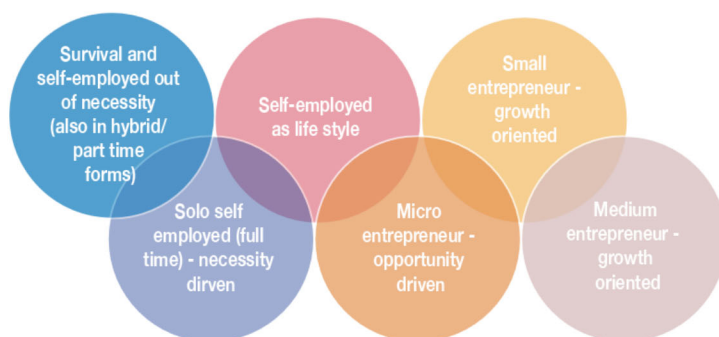 Survival and
self-employed out
of necessity
(also in hybrid/
part time
forms)
Self-employed
as life style
Small
entrepreneur -
growth
oriented
Solo self
employed (full
time) - necessity
dirven
Micro
entrepreneur -
opportunity
driven
Medium
entrepreneur -
growth
oriented